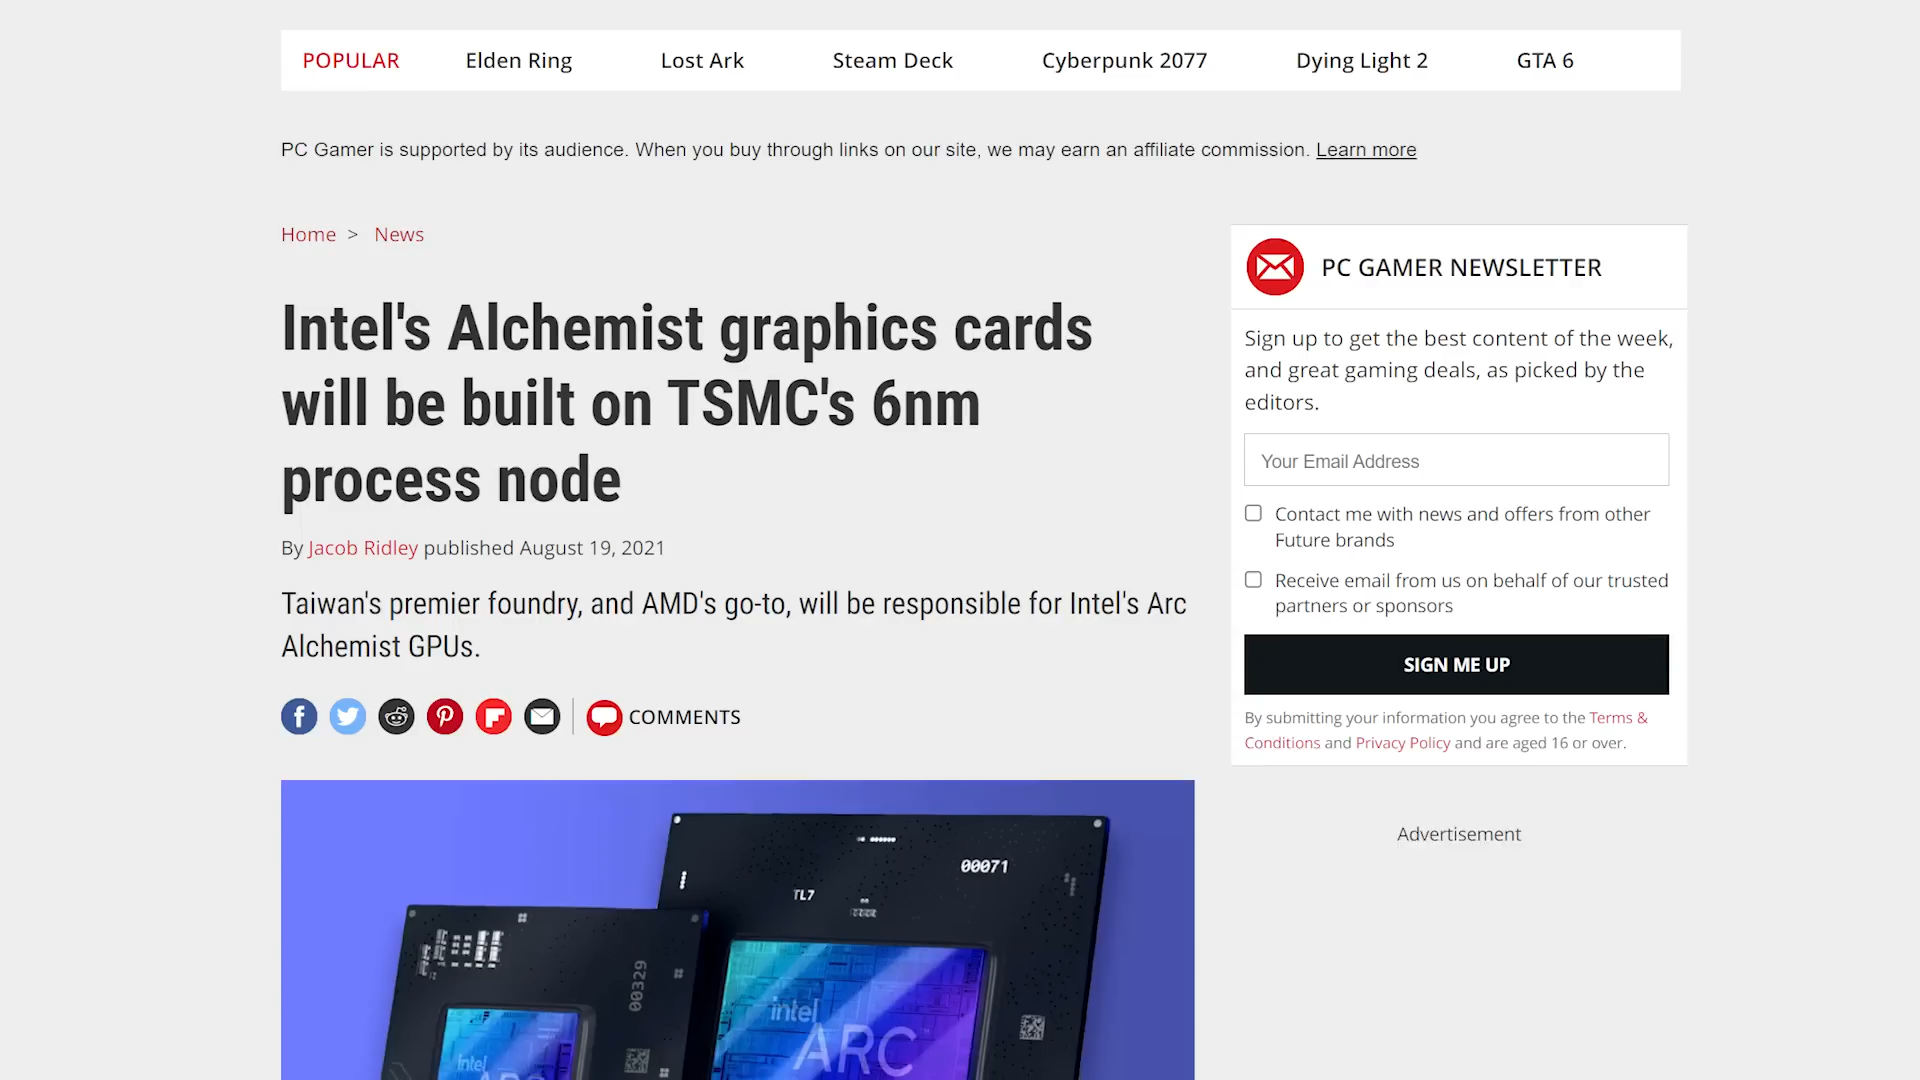 POPULAR Elden Ring Lost Ark Steam Deck Cyberpunk 2077 Dying Light 2 GTA 6
PC Gamer is supported by its audience. When you buy through links on our site, we may earn an affiliate commission. Learn more
Home > News
Intel's Alchemist graphics cards
will be built on TSMC's 6nm
process node
By Jacob Ridley published August 19, 2021
Taiwan's premier foundry, and AMD's go-to, will be responsible for Intel's Arc
Alchemist GPUs.
COMMENTS
PC GAMER NEWSLETTER
Sign up to get the best content of the week,
and great gaming deals, as picked by the
editors.
Your Email Address
Contact me with news and offers from other
Future brands
Receive email from us on behalf of our trusted
partners or sponsors
SIGN ME UP
By submitting your information you agree to the Terms &
Conditions and Privacy Policy and are aged 16 or over.
Advertisement
00071
TL7
00329
intel
ARC
intel
ARC